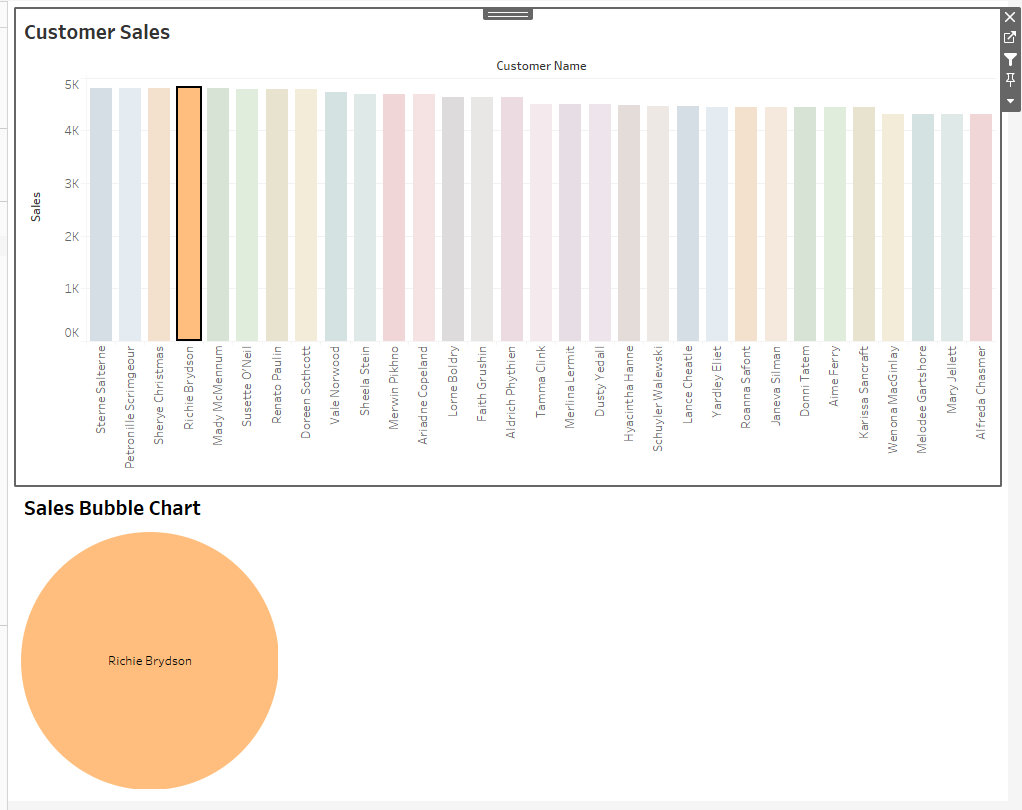 Customer Sales
Customer Name
5K
4K
3K
2K
1K
0K
Sales
Sterne Salterne
Petronille Scrimgeour
Sherye Christmas
Richie Brydson
Mady McMennum
Susette O'Neil
Renato Paulin
Doreen Sothcott
Vale Norwood
Sheela Stein
Merwin Pikhno
Ariadne Copeland
Lorne Boldry
Faith Grushin
Aldrich Phythien
Tamma Clink
Merlina Lermit
Dusty Yedall
Hyacintha Hanne
Schuyler Walewski
Lance Cheatle
Yardley Eliet
Roanna Safont
Janeva Silman
Donni Tatem
Aime Ferry
Karissa Sancraft
Wenona MacGinlay
Melodee Gartshore
Mary Jellett
Alfreda Chasmer
Sales Bubble Chart
Richie Brydson